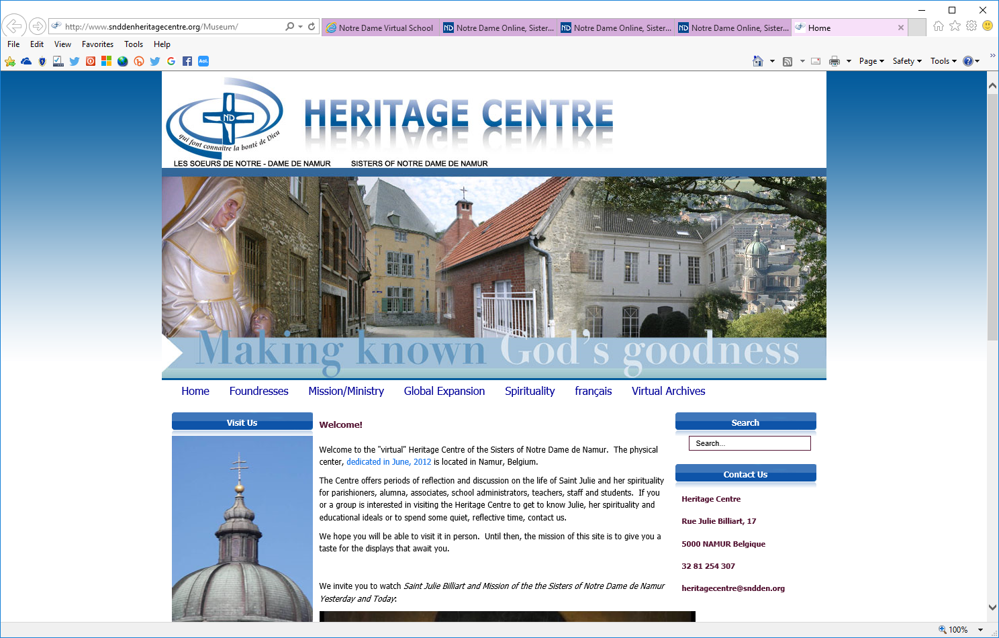 http://www.snddenheritagecentre.org/Museum/
Notre Dame Virtual School
Notre Dame Online, Sister...
Notre Dame Online, Sister...
Notre Dame Online, Sister...
Home
File Edit View Favorites Tools Help
Aol.
Page Safety Tools
ND
qui font connaître la bonté de Dieu
HERITAGE CENTRE
LES SOEURS DE NOTRE - DAME DE NAMUR SISTERS OF NOTRE DAME DE NAMUR
Making known God's goodness
Home Foundresses Mission/Ministry Global Expansion Spirituality français Virtual Archives
Visit Us
Welcome!
Welcome to the "virtual" Heritage Centre of the Sisters of Notre Dame de Namur. The physical
center, dedicated in June, 2012 is located in Namur, Belgium.
The Centre offers periods of reflection and discussion on the life of Saint Julie and her spirituality
for parishioners, alumna, associates, school administrators, teachers, staff and students. If you
or a group is interested in visiting the Heritage Centre to get to know Julie, her spirituality and
educational ideals or to spend some quiet, reflective time, contact us.
We hope you will be able to visit it in person. Until then, the mission of this site is to give you a
taste for the displays that await you.
We invite you to watch Saint Julie Billiart and Mission of the the Sisters of Notre Dame de Namur
Yesterday and Today:
Search
Search...
Contact Us
Heritage Centre
Rue Julie Billiart, 17
5000 NAMUR Belgique
32 81 254 307
heritagecentre@sndden.org
100%